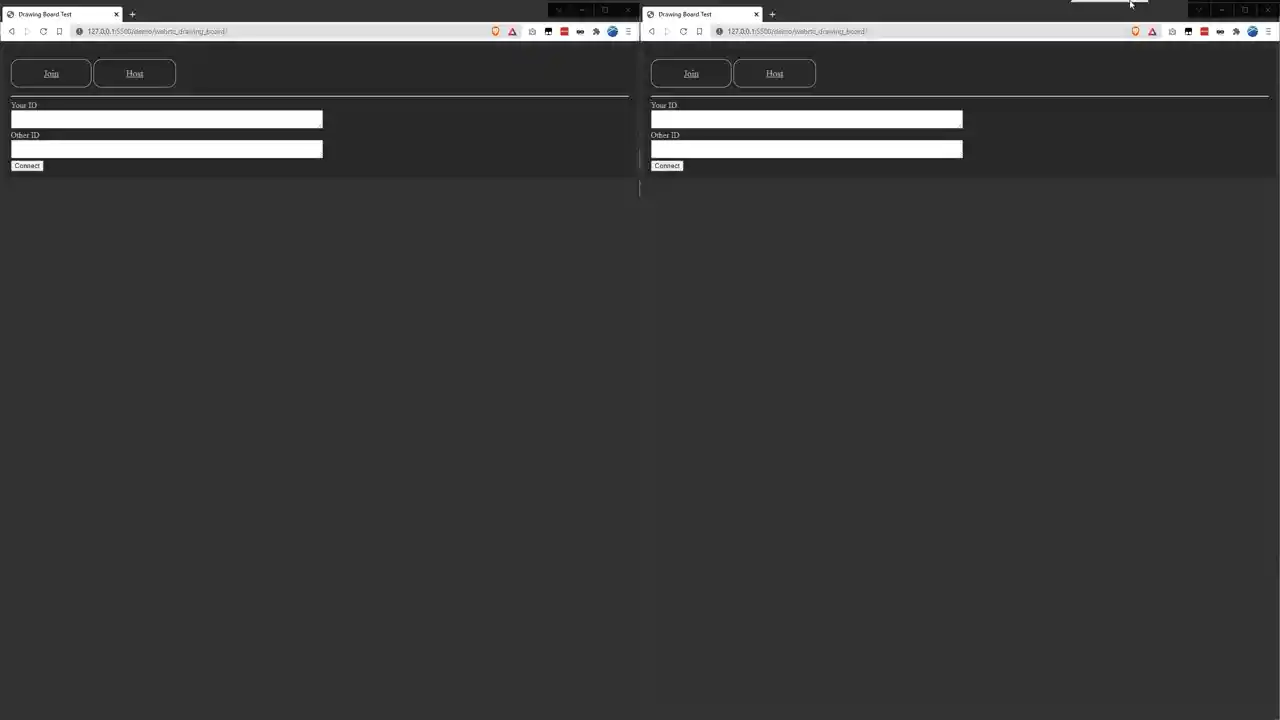 Drawing Board Test
127.0.0.1:5500/demo/webrtc_drawing_board/
Join Host
Your ID
Other ID
Connect
Drawing Board Test
127.0.0.1:5500/demo/webrtc_drawing_board/
Join Host
Your ID
Other ID
Connect